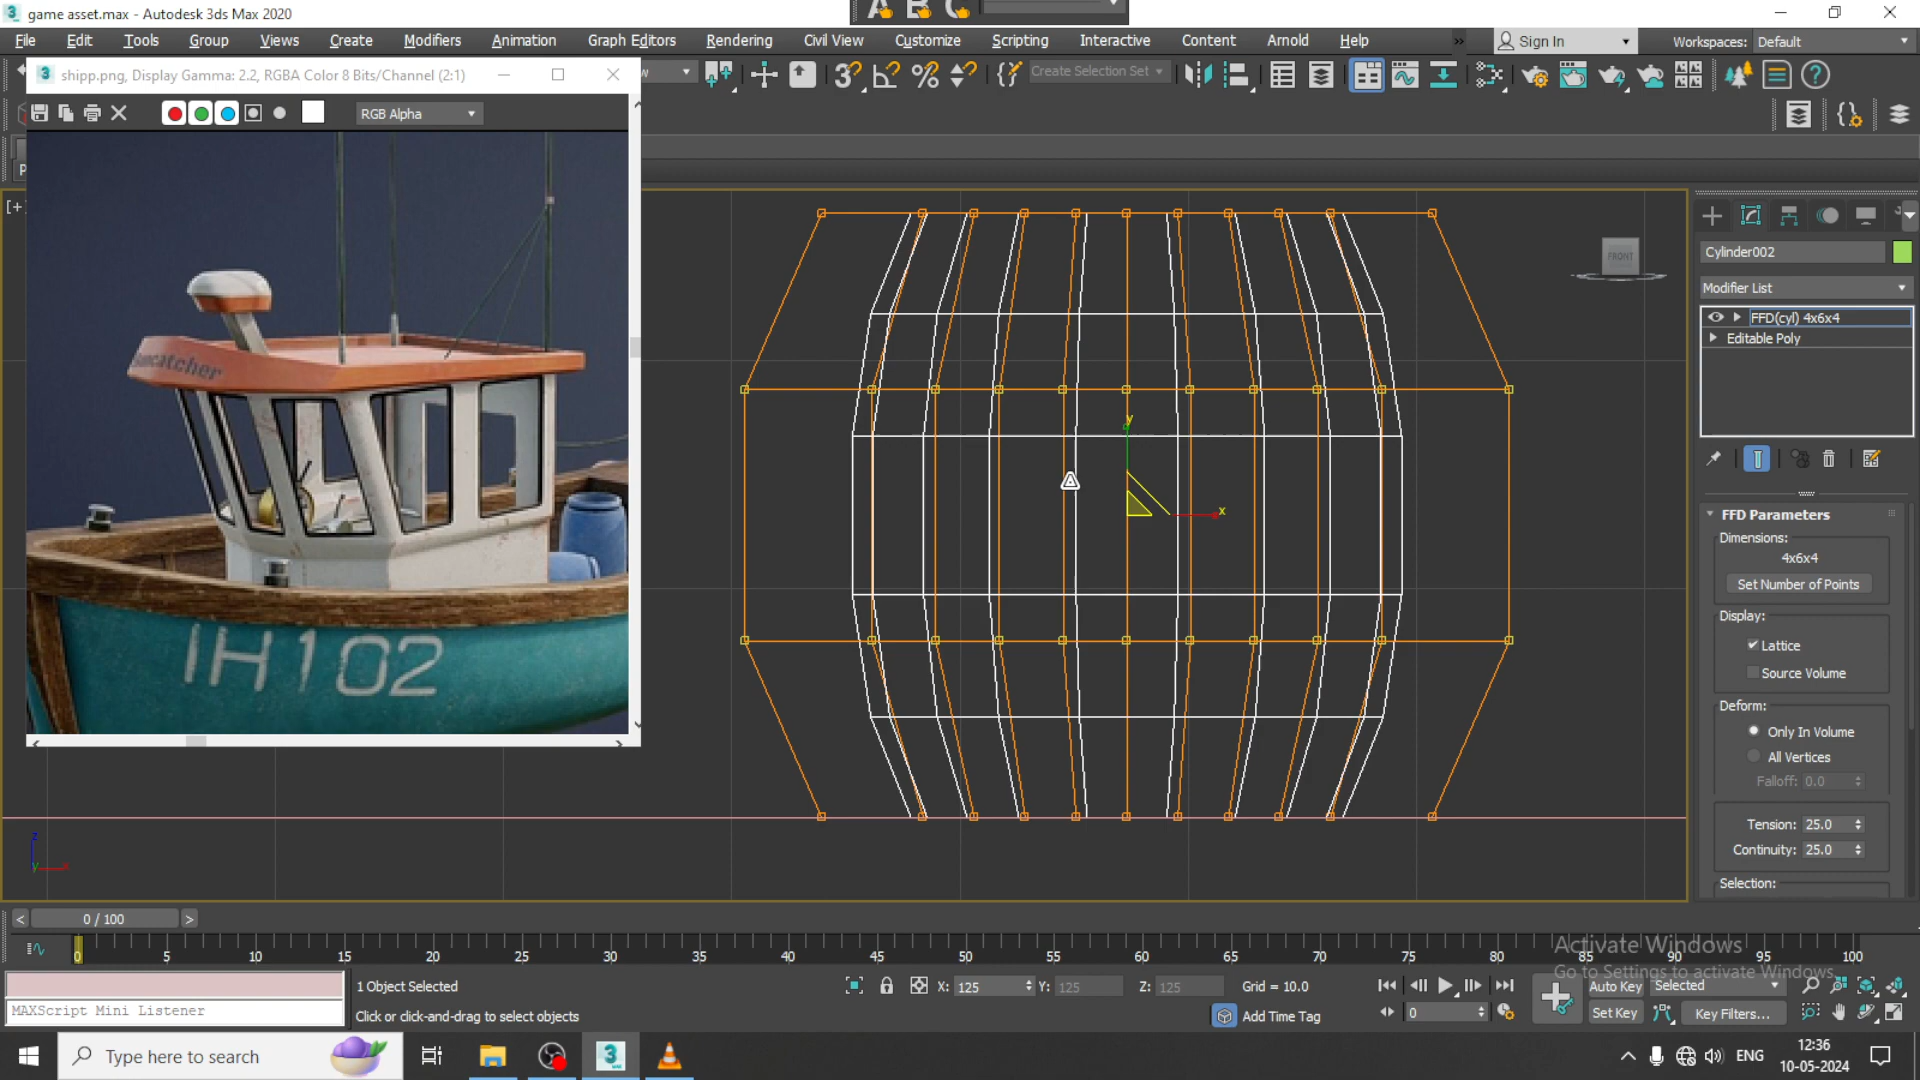 game asset.max - Autodesk 3ds Max 2020
File Edit Tools Group Views Create Modifiers Animation Graph Editors Rendering Civil View Customize Scripting Interactive Content Arnold Help
Sign In
Workspaces: Default
shipp.png, Display Gamma: 2.2, RGBA Color 8 Bits/Channel (2:1)
Create Selection Set
RGB Alpha
[+]
FRONT
Cylinder002
Modifier List
FFD(cyl) 4x6x4
Editable Poly
FFD Parameters
Dimensions:
4x6x4
Set Number of Points
Display:
Lattice
Source Volume
Deform:
Only In Volume
All Vertices
Falloff: 0.0
Tension: 25.0
Continuity: 25.0
Selection:
IH 102
y
x
z
y
x
0 / 100
0 5 10 15 20 25 30 35 40 45 50 55 60 65 70 75 80 85 90 95 100
Activate Windows
Go to Settings to activate Windows.
1 Object Selected
X: 125 Y: 125 Z: 125 Grid = 10.0
Auto Key Selected
MAXScript Mini Listener
Click or click-and-drag to select objects
Add Time Tag
0
Set Key
Key Filters...
Type here to search
ENG
12:36
10-05-2024